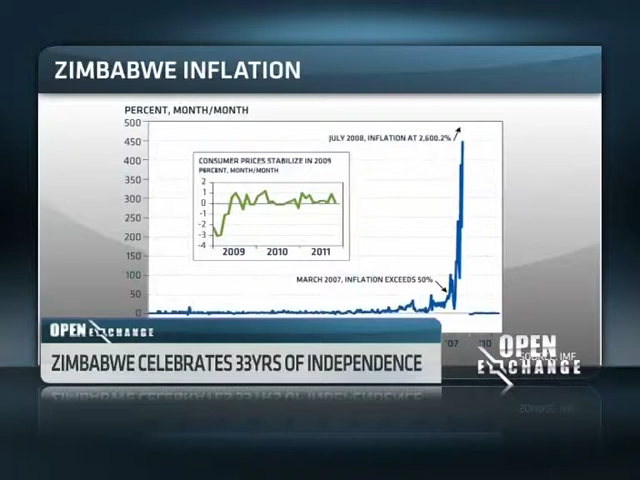 ZIMBABWE INFLATION
PERCENT, MONTH/MONTH
500
450
400
350
300
250
200
150
100
50
0
JULY 2008, INFLATION AT 2,600.2%
CONSUMER PRICES STABILIZE IN 2009
PERCENT, MONTH/MONTH
2
1
0
-1
-2
-3
-4
2009 2010 2011
MARCH 2007, INFLATION EXCEEDS 50%
'07 '10
SOURCE: IMF
OPEN EXCHANGE
ZIMBABWE CELEBRATES 33YRS OF INDEPENDENCE
OPEN
EXCHANGE